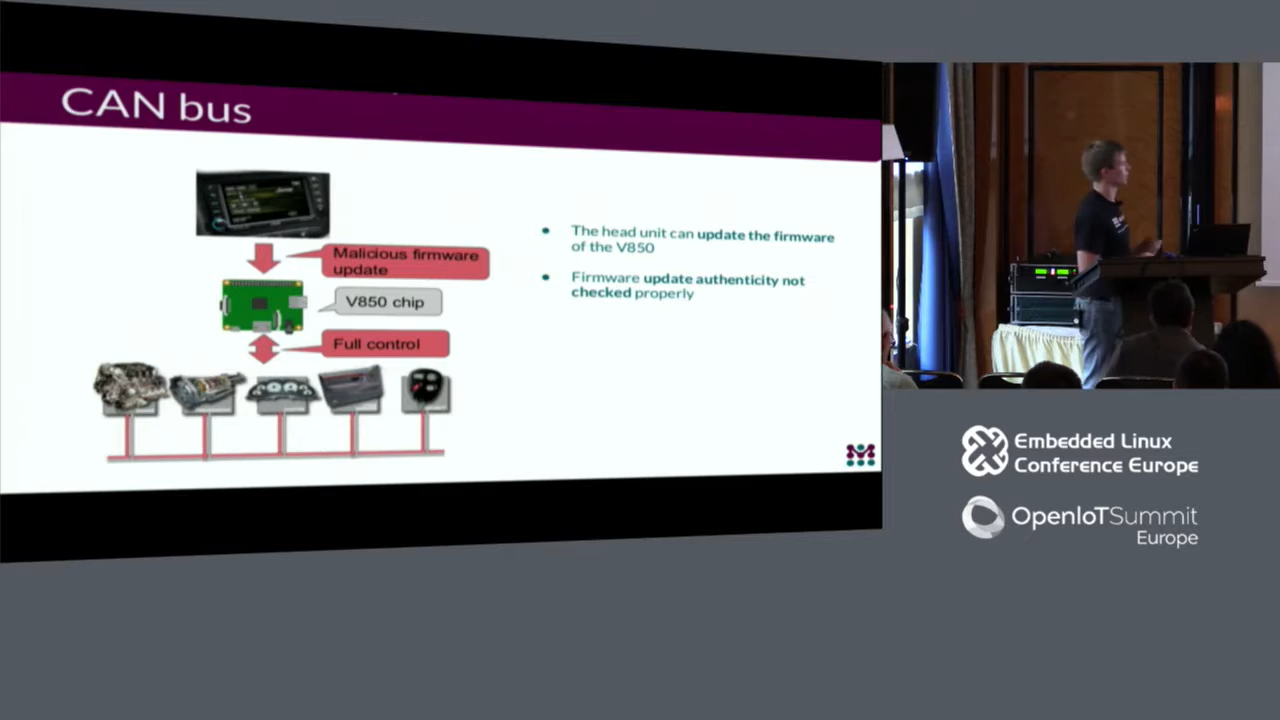 CAN bus
Malicious firmware
update
V850 chip
Full control
The head unit can update the firmware
of the V850
Firmware update authenticity not
checked properly
Embedded Linux
Conference Europe
OpenIoTSummit
Europe